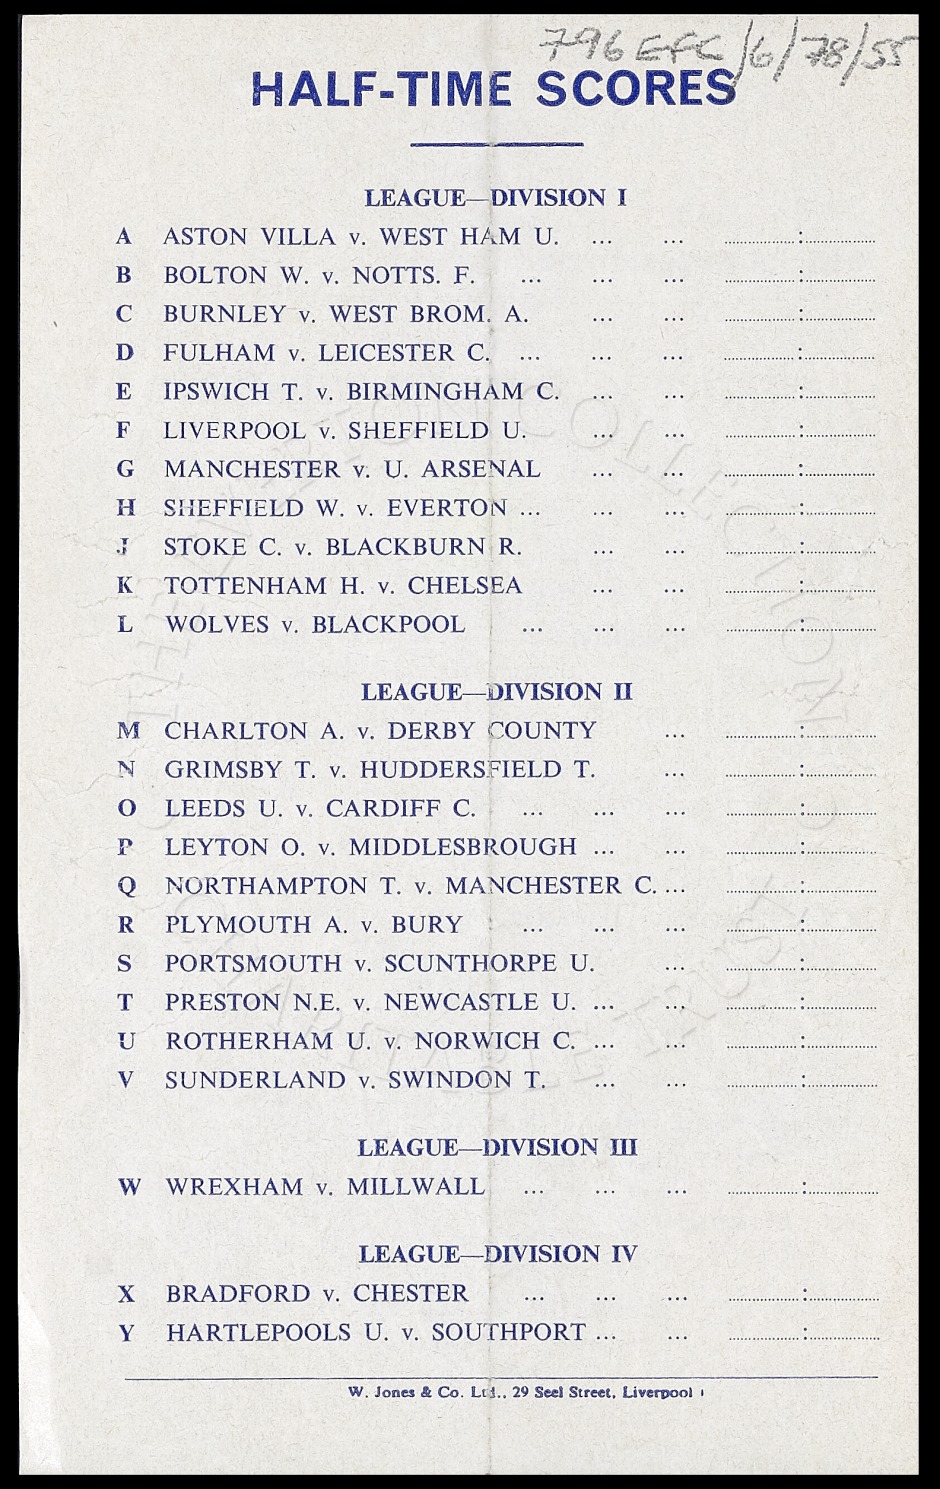 796 EFC/6/78/55
HALF-TIME SCORES
LEAGUE—DIVISION I
A ASTON VILLA v. WEST HAM U. ... ... ..................:..................
B BOLTON W. v. NOTTS. F. ... ... ... ..................:..................
C BURNLEY v. WEST BROM. A. ... ... ..................:..................
D FULHAM v. LEICESTER C. ... ... ... ..................:..................
E IPSWICH T. v. BIRMINGHAM C. ... ... ..................:..................
F LIVERPOOL v. SHEFFIELD U. ... ... ..................:..................
G MANCHESTER v. U. ARSENAL ... ... ..................:..................
H SHEFFIELD W. v. EVERTON ... ... ... ..................:..................
J STOKE C. v. BLACKBURN R. ... ... ..................:..................
K TOTTENHAM H. v. CHELSEA ... ... ..................:..................
L WOLVES v. BLACKPOOL ... ... ... ..................:..................
LEAGUE—DIVISION II
M CHARLTON A. v. DERBY COUNTY ... ..................:..................
N GRIMSBY T. v. HUDDERSFIELD T. ... ..................:..................
O LEEDS U. v. CARDIFF C. ... ... ... ..................:..................
P LEYTON O. v. MIDDLESBROUGH ... ... ..................:..................
Q NORTHAMPTON T. v. MANCHESTER C. ... ..................:..................
R PLYMOUTH A. v. BURY ... ... ... ..................:..................
S PORTSMOUTH v. SCUNTHORPE U. ... ..................:..................
T PRESTON N.E. v. NEWCASTLE U. ... ... ..................:..................
U ROTHERHAM U. v. NORWICH C. ... ... ..................:..................
V SUNDERLAND v. SWINDON T. ... ... ..................:..................
LEAGUE—DIVISION III
W WREXHAM v. MILLWALL ... ... ... ..................:..................
LEAGUE—DIVISION IV
X BRADFORD v. CHESTER ... ... ... ..................:..................
Y HARTLEPOOLS U. v. SOUTHPORT ... ... ..................:..................
W. Jones & Co. Ltd., 29 Seel Street, Liverpool 1